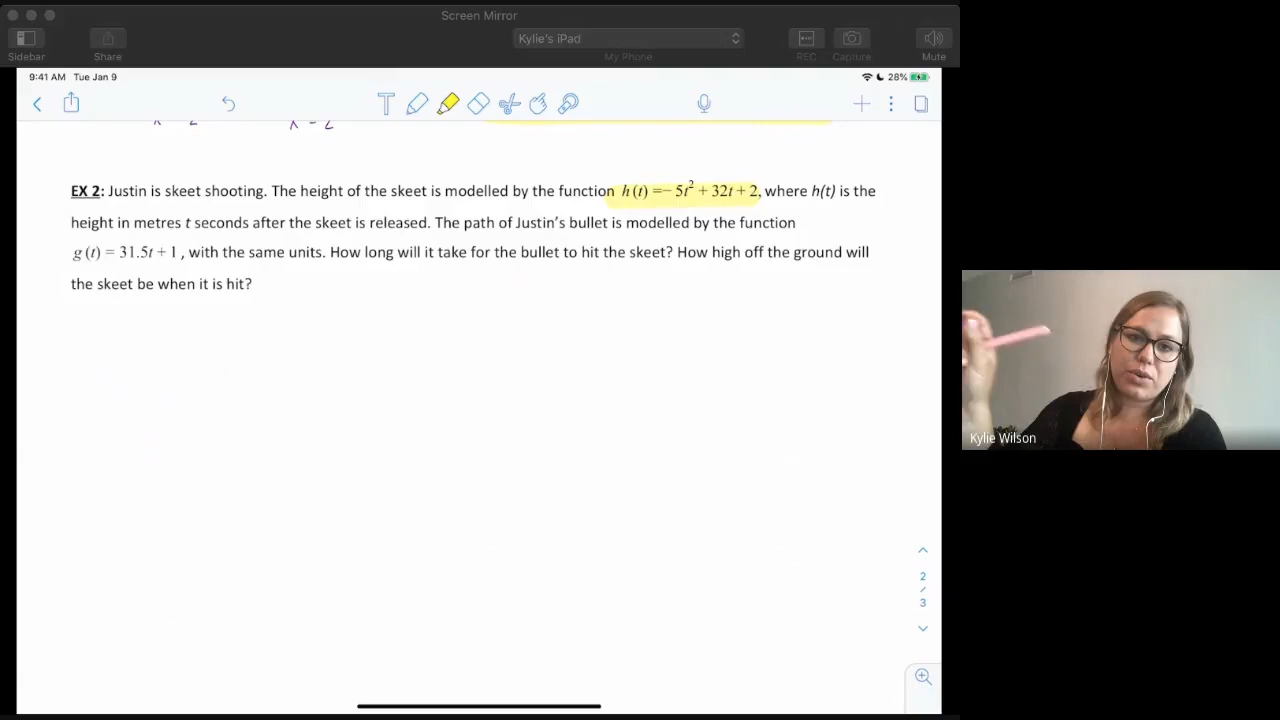 Screen Mirror
Kylie's iPad
Sidebar
Share
My Phone
REC
Capture
Mute
9:41 AM Tue Jan 9
28%
x = 2
EX 2: Justin is skeet shooting. The height of the skeet is modelled by the function h(t) =− 5t² + 32t + 2, where h(t) is the
height in metres t seconds after the skeet is released. The path of Justin's bullet is modelled by the function
g(t) = 31.5t + 1, with the same units. How long will it take for the bullet to hit the skeet? How high off the ground will
the skeet be when it is hit?
Kylie Wilson
2
/
3